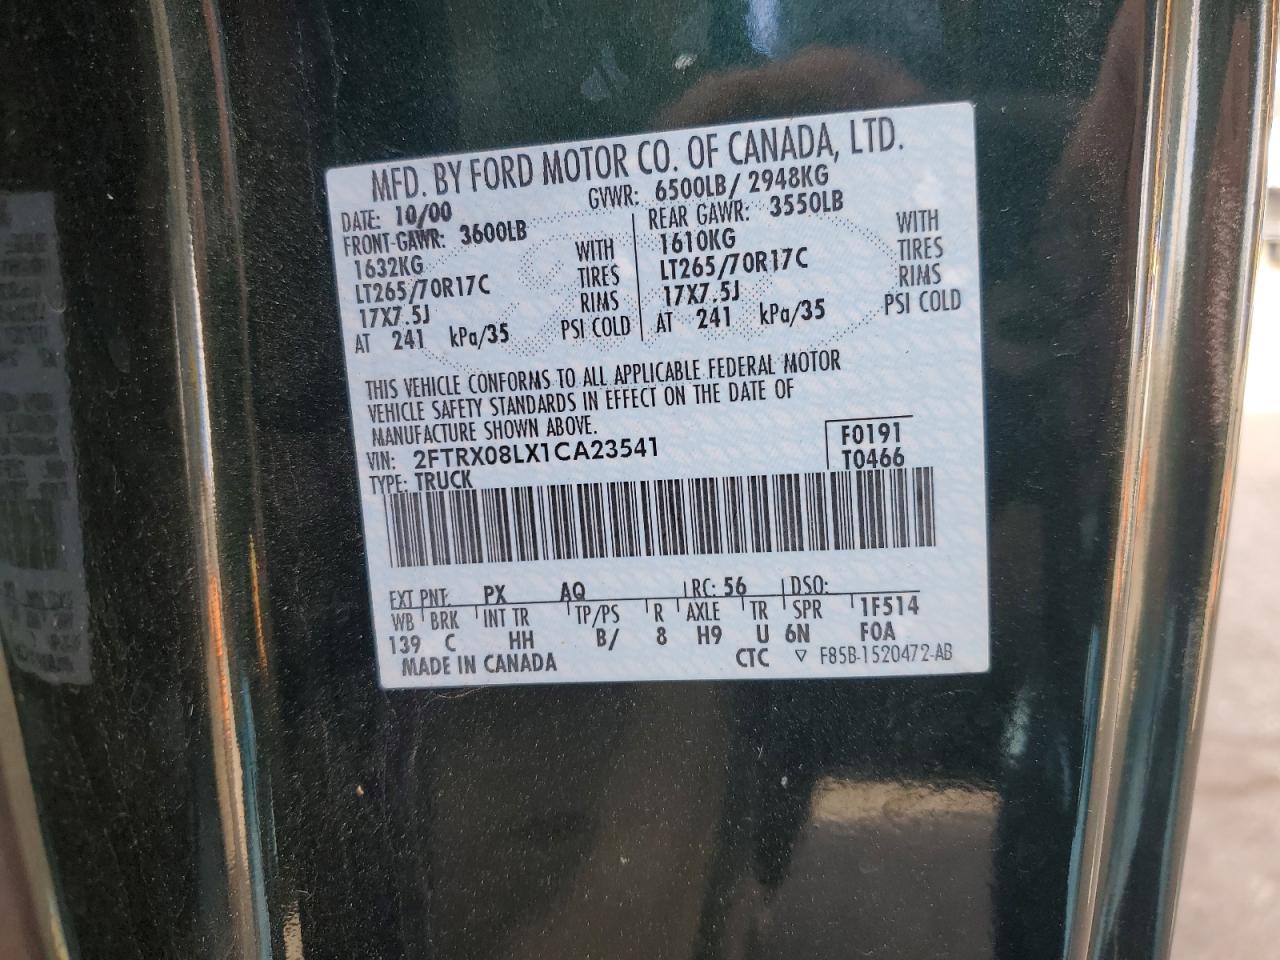 MFD. BY FORD MOTOR CO. OF CANADA, LTD.
DATE: 10/00 GVWR: 6500LB/ 2948KG
FRONT GAWR: 3600LB REAR GAWR: 3550LB
1632KG WITH 1610KG WITH
LT265/70R17C TIRES LT265/70R17C TIRES
17X7.5J RIMS 17X7.5J RIMS
AT 241 kPa/35 PSI COLD AT 241 kPa/35 PSI COLD
THIS VEHICLE CONFORMS TO ALL APPLICABLE FEDERAL MOTOR
VEHICLE SAFETY STANDARDS IN EFFECT ON THE DATE OF
MANUFACTURE SHOWN ABOVE.
VIN: 2FTRX08LX1CA23541 F0191
TYPE: TRUCK T0466
EXT PNT: PX AQ RC: 56 DSO:
WB BRK INT TR TP/PS R AXLE TR SPR 1F514
139 C HH B/ 8 H9 U 6N FOA
MADE IN CANADA CTC ▽ F85B-1520472-AB